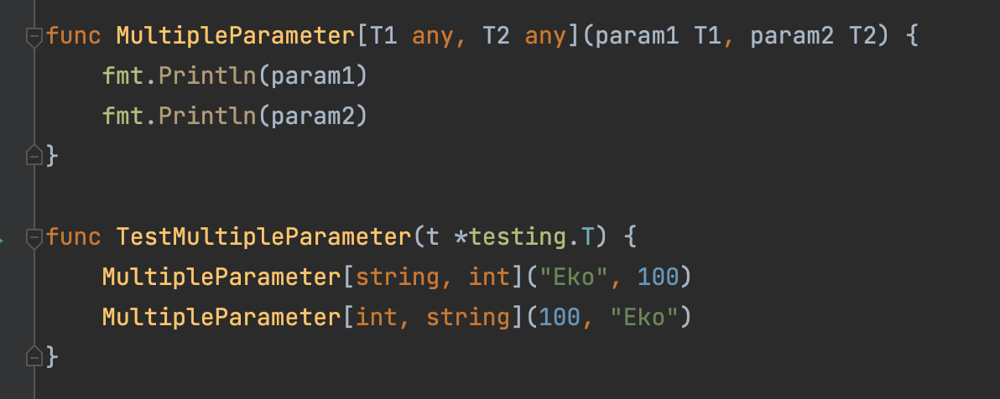 func MultipleParameter[T1 any, T2 any](param1 T1, param2 T2) {
    fmt.Println(param1)
    fmt.Println(param2)
}

func TestMultipleParameter(t *testing.T) {
    MultipleParameter[string, int]("Eko", 100)
    MultipleParameter[int, string](100, "Eko")
}